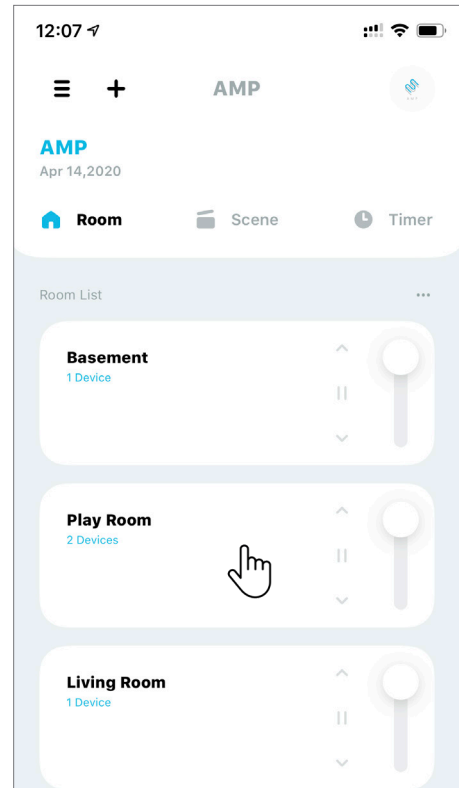 12:07
AMP
AMP
Apr 14,2020
Room Scene Timer
Room List
Basement
1 Device
Play Room
2 Devices
Living Room
1 Device